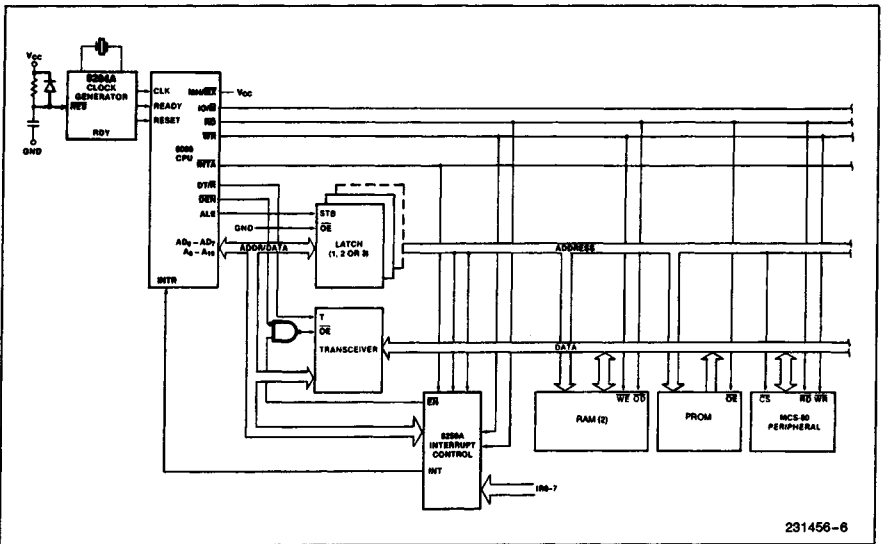 VCC
GND
8284A
CLOCK
GENERATOR
RES
RDY
CLK
READY
RESET
8088
CPU
MN/MX
VCC
IO/M
RD
WR
INTA
DT/R
DEN
ALE
AD0 – AD7
A8 – A19
INTR
GND
ADDR/DATA
STB
OE
LATCH
(1, 2 OR 3)
ADDRESS
T
OE
TRANSCEIVER
DATA
EN
8259A
INTERRUPT
CONTROL
INT
IR0-7
WE OD
RAM (2)
OE
PROM
CS RD WR
MCS-80
PERIPHERAL
231456-6